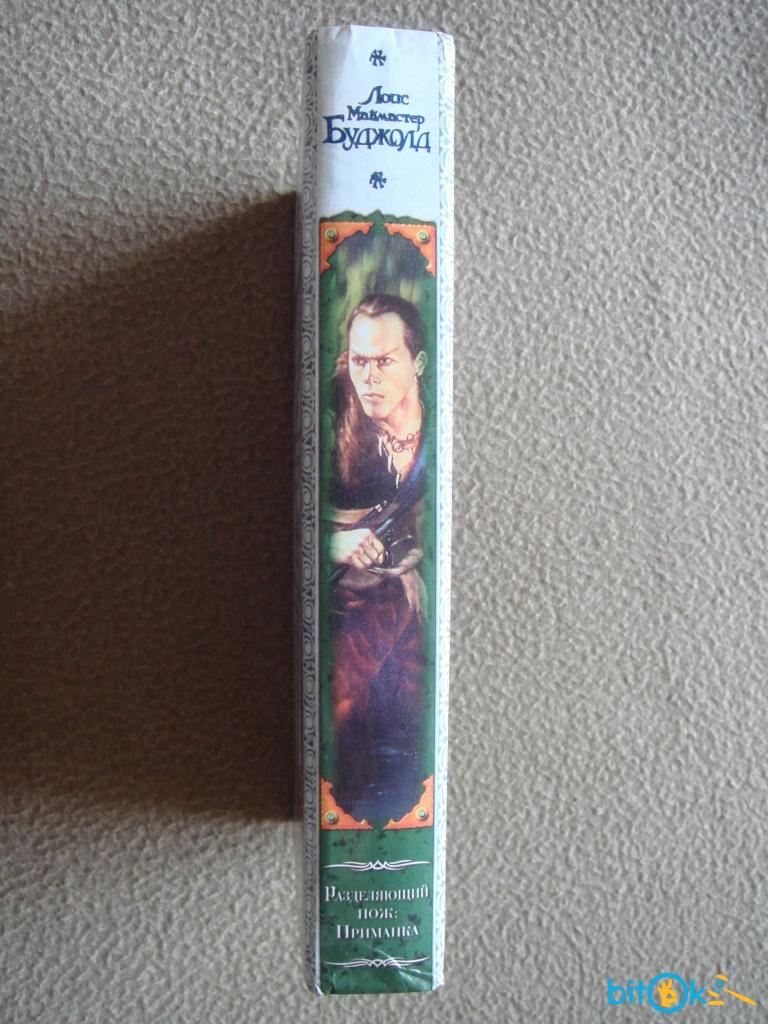 Лоис
Макмастер
Буджолд
Разделяющий
нож:
Приманка
bitok